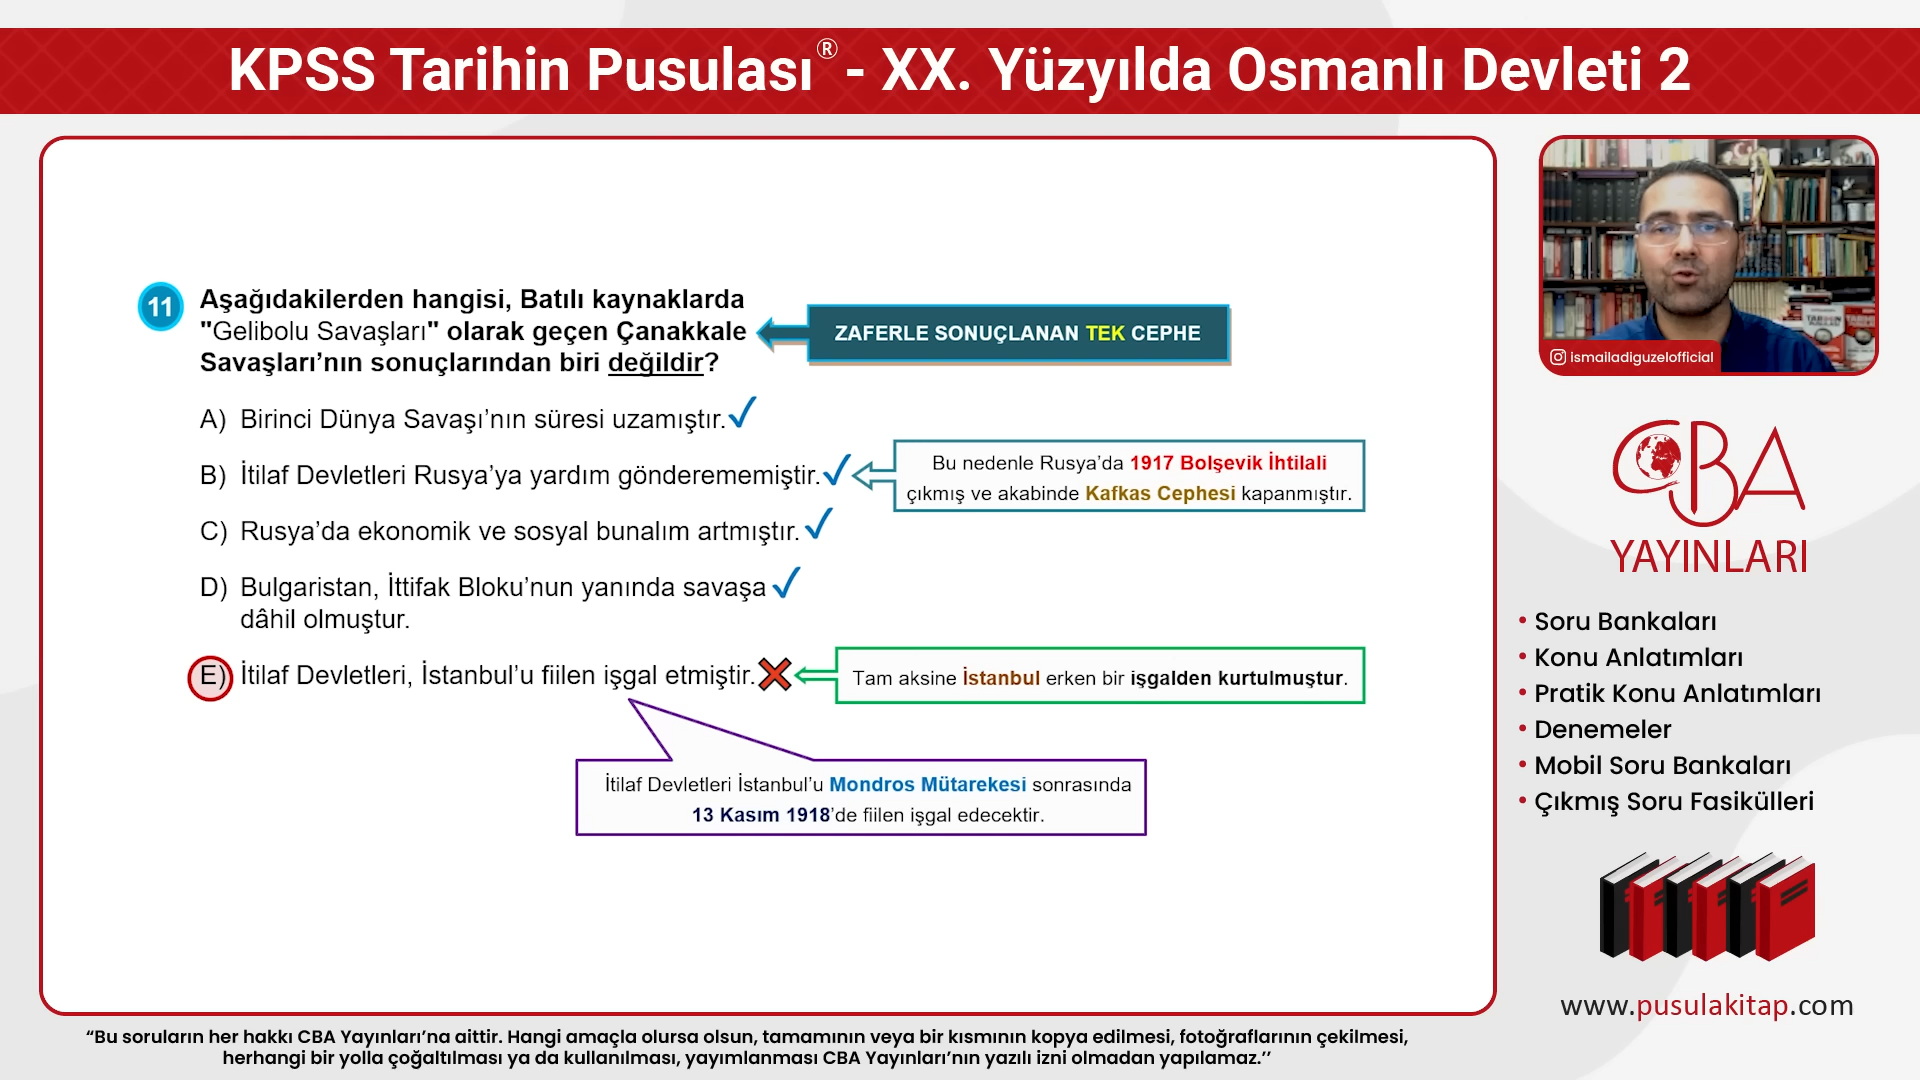 KPSS Tarihin Pusulası® - XX. Yüzyılda Osmanlı Devleti 2
11 Aşağıdakilerden hangisi, Batılı kaynaklarda
"Gelibolu Savaşları" olarak geçen Çanakkale
Savaşları’nın sonuçlarından biri değildir?
ZAFERLE SONUÇLANAN TEK CEPHE
A) Birinci Dünya Savaşı’nın süresi uzamıştır.
B) İtilaf Devletleri Rusya’ya yardım gönderememiştir.
Bu nedenle Rusya’da 1917 Bolşevik İhtilali
çıkmış ve akabinde Kafkas Cephesi kapanmıştır.
C) Rusya’da ekonomik ve sosyal bunalım artmıştır.
D) Bulgaristan, İttifak Bloku’nun yanında savaşa
dâhil olmuştur.
E) İtilaf Devletleri, İstanbul’u fiilen işgal etmiştir.
Tam aksine İstanbul erken bir işgalden kurtulmuştur.
İtilaf Devletleri İstanbul’u Mondros Mütarekesi sonrasında
13 Kasım 1918’de fiilen işgal edecektir.
ismailadiguzelofficial
CBA
YAYINLARI
• Soru Bankaları
• Konu Anlatımları
• Pratik Konu Anlatımları
• Denemeler
• Mobil Soru Bankaları
• Çıkmış Soru Fasikülleri
www.pusulakitap.com
“Bu soruların her hakkı CBA Yayınları’na aittir. Hangi amaçla olursa olsun, tamamının veya bir kısmının kopya edilmesi, fotoğraflarının çekilmesi,
herhangi bir yolla çoğaltılması ya da kullanılması, yayımlanması CBA Yayınları’nın yazılı izni olmadan yapılamaz.’’